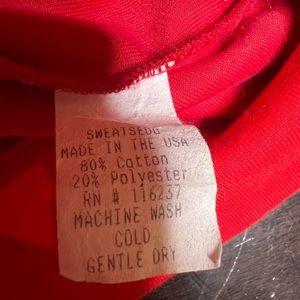 SWEATSEDG
MADE IN THE USA
80% Cotton
20% Polyester
RN # 116237
MACHINE WASH
COLD
GENTLE DRY